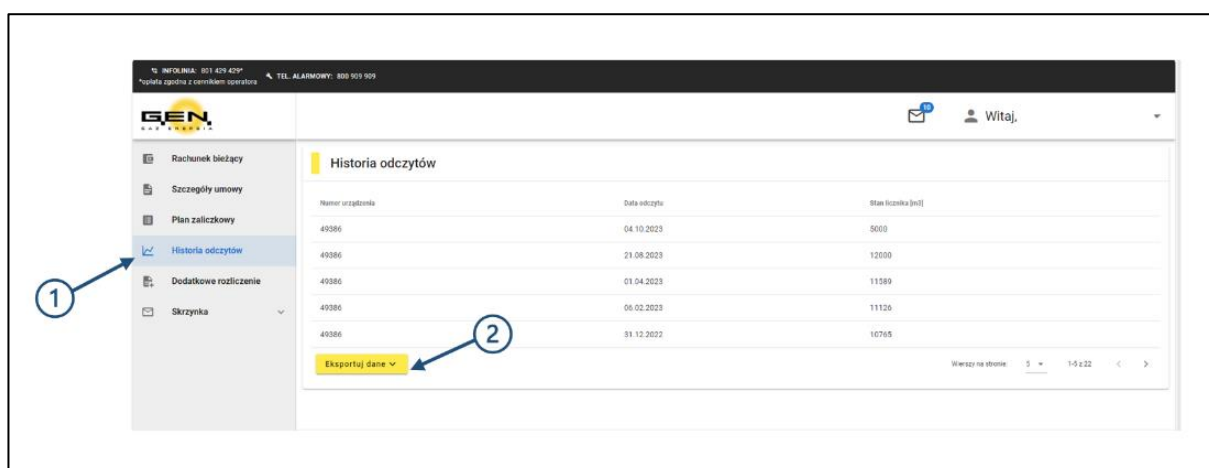 INFOLINIA: 801 429 429*
*opłata zgodna z cennikiem operatora
TEL. ALARMOWY: 800 909 909
G.E.N.
GAZ ENERGIA
10
Witaj,
Rachunek bieżący
Szczegóły umowy
Plan zaliczkowy
Historia odczytów
Dodatkowe rozliczenie
Skrzynka
Historia odczytów
Numer urządzenia Data odczytu Stan licznika [m3]
49386 04.10.2023 5000
49386 21.08.2023 12000
49386 01.04.2023 11589
49386 06.02.2023 11126
49386 31.12.2022 10765
Eksportuj dane
Wierszy na stronie: 5 1-5 z 22
1
2